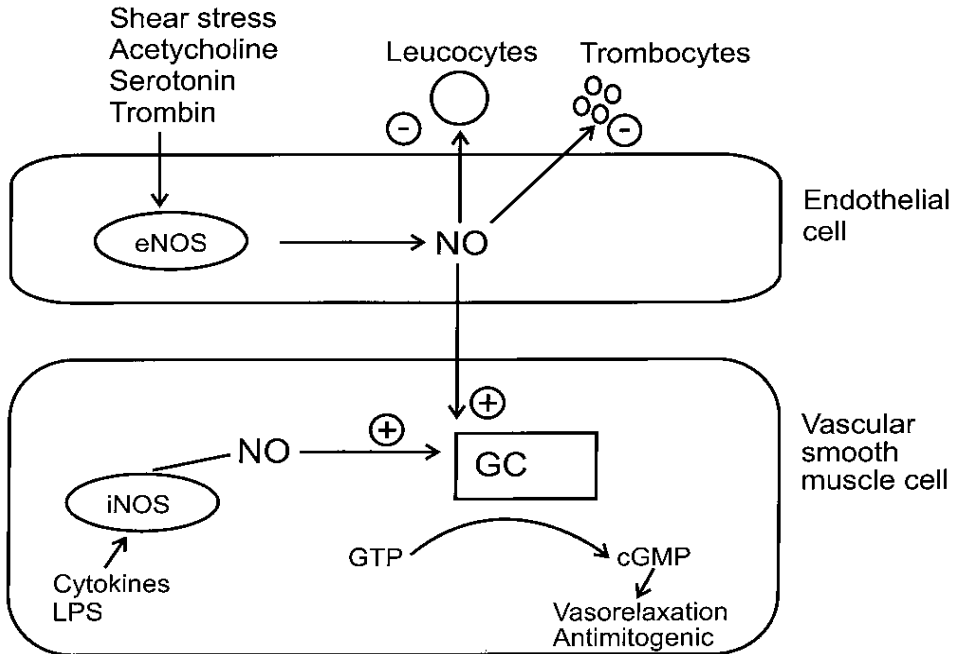 Shear stress
Acetycholine
Serotonin
Trombin
Leucocytes
Trombocytes
-
-
eNOS
NO
Endothelial
cell
+
NO
+
GC
iNOS
Vascular
smooth
muscle cell
GTP
cGMP
Cytokines
LPS
Vasorelaxation
Antimitogenic